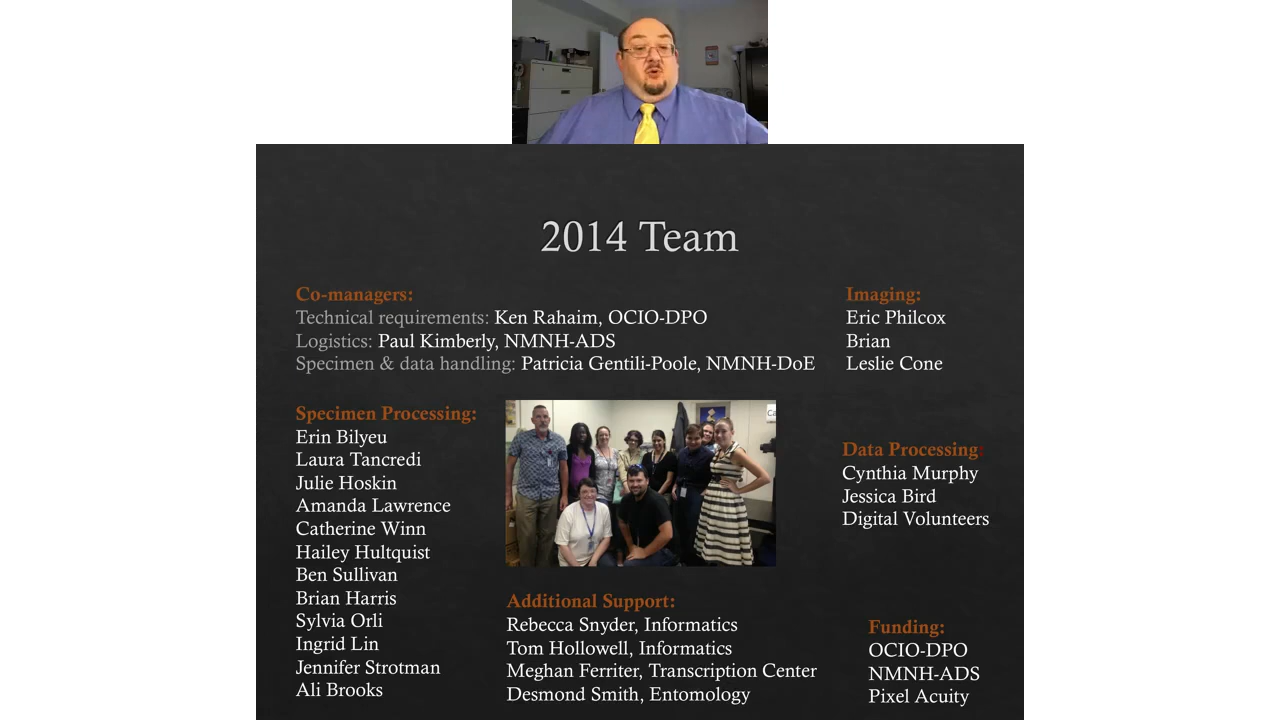 2014 Team
Co-managers:
Technical requirements: Ken Rahaim, OCIO-DPO
Logistics: Paul Kimberly, NMNH-ADS
Specimen & data handling: Patricia Gentili-Poole, NMNH-DoE
Imaging:
Eric Philcox
Brian
Leslie Cone
Specimen Processing:
Erin Bilyeu
Laura Tancredi
Julie Hoskin
Amanda Lawrence
Catherine Winn
Hailey Hultquist
Ben Sullivan
Brian Harris
Sylvia Orli
Ingrid Lin
Jennifer Strotman
Ali Brooks
Data Processing:
Cynthia Murphy
Jessica Bird
Digital Volunteers
Additional Support:
Rebecca Snyder, Informatics
Tom Hollowell, Informatics
Meghan Ferriter, Transcription Center
Desmond Smith, Entomology
Funding:
OCIO-DPO
NMNH-ADS
Pixel Acuity